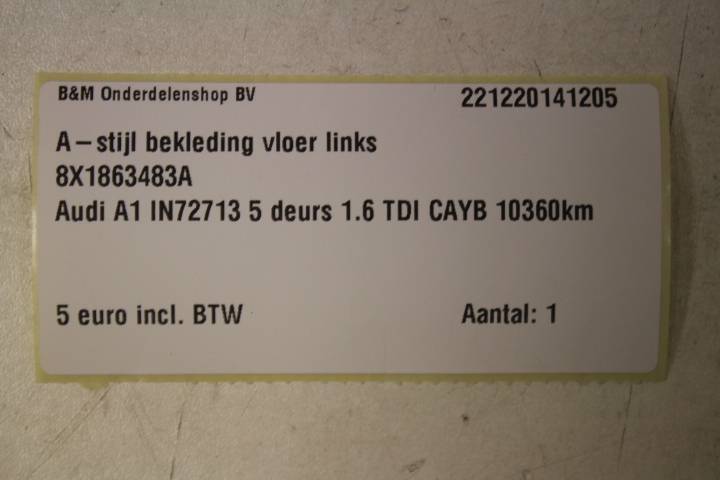 B&M Onderdelenshop BV 221220141205
A-stijl bekleding vloer links
8X1863483A
Audi A1 IN72713 5 deurs 1.6 TDI CAYB 10360km
5 euro incl. BTW Aantal: 1